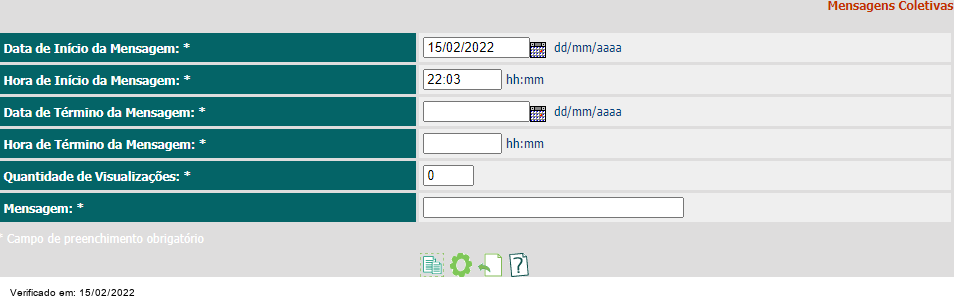 Mensagens Coletivas
Data de Início da Mensagem: * 15/02/2022 dd/mm/aaaa
Hora de Início da Mensagem: * 22:03 hh:mm
Data de Término da Mensagem: * dd/mm/aaaa
Hora de Término da Mensagem: * hh:mm
Quantidade de Visualizações: * 0
Mensagem: *
* Campo de preenchimento obrigatório
?
Verificado em: 15/02/2022